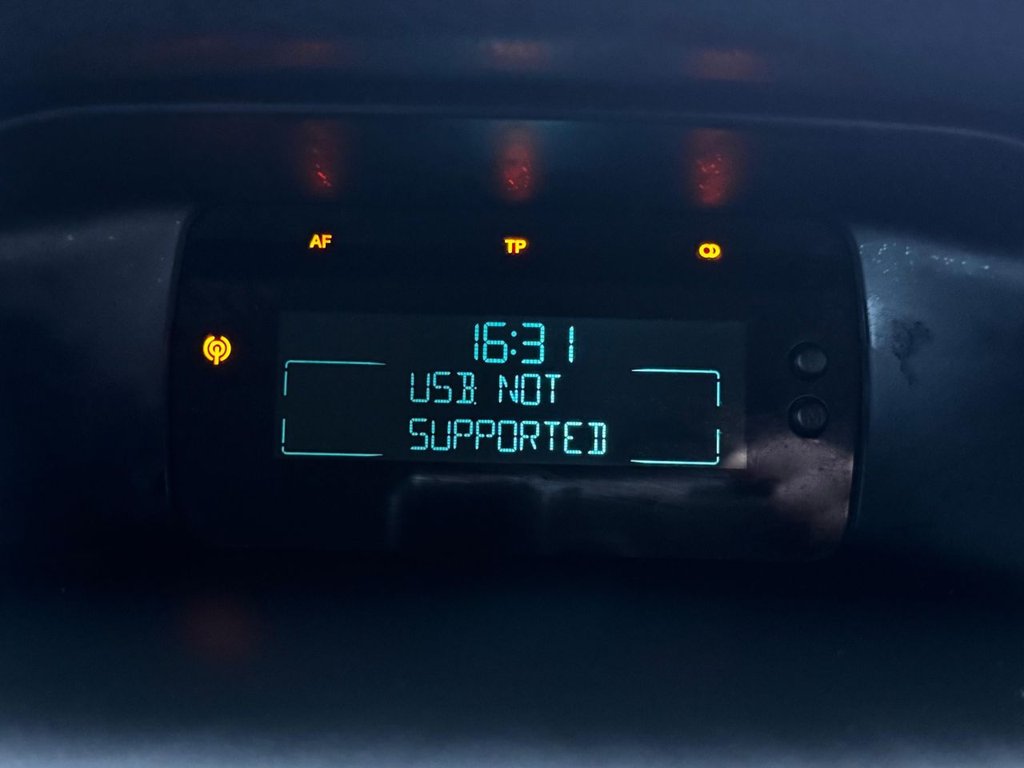 AF TP
16:31
USB NOT
SUPPORTED